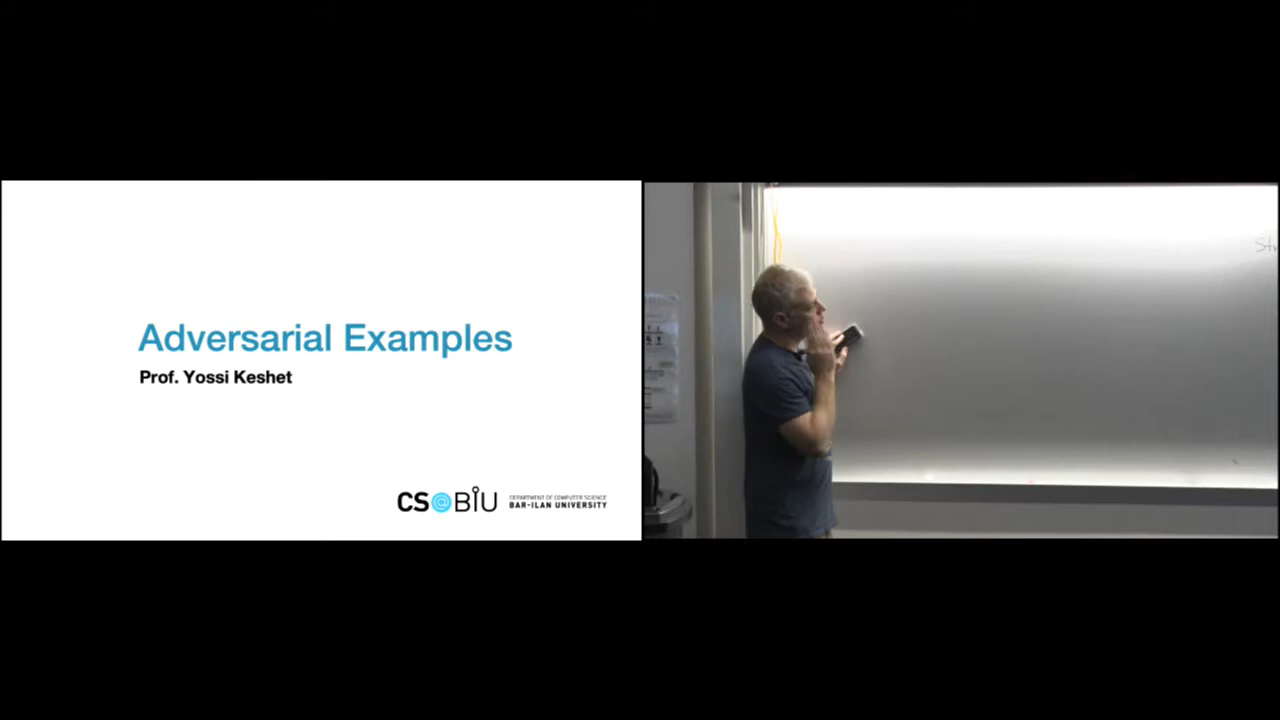 Adversarial Examples
Prof. Yossi Keshet
CS@BIU
DEPARTMENT OF COMPUTER SCIENCE
BAR-ILAN UNIVERSITY